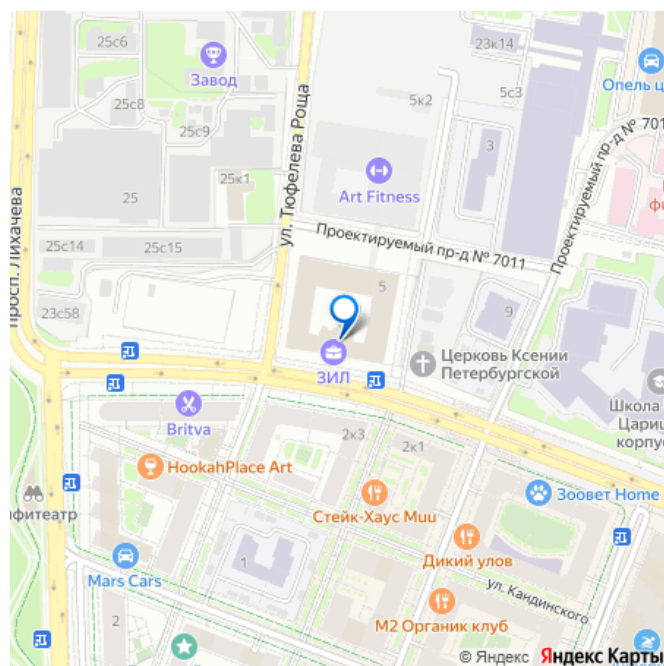 25с6
23к14
Завод
Опель ц
25с8
5к2
5с3
25с9
3
25к1
Art Fitness
25
ул. Тюфелева Роща
Проектируемый пр-д № 7011
Проектируемый пр-д № 701
просп. Лихачева
25с14
25с15
5
9
23с58
Церковь Ксении
Петербургской
ЗИЛ
Школа
Цариц
корпус
Britva
2к3
2к1
HookahPlace Art
Зоовет Home
Стейк-Хаус Muu
фитеатр
Дикий улов
1
Mars Cars
ул. Кандинского
2
М2 Органик клуб
© Яндекс Яндекс Карты